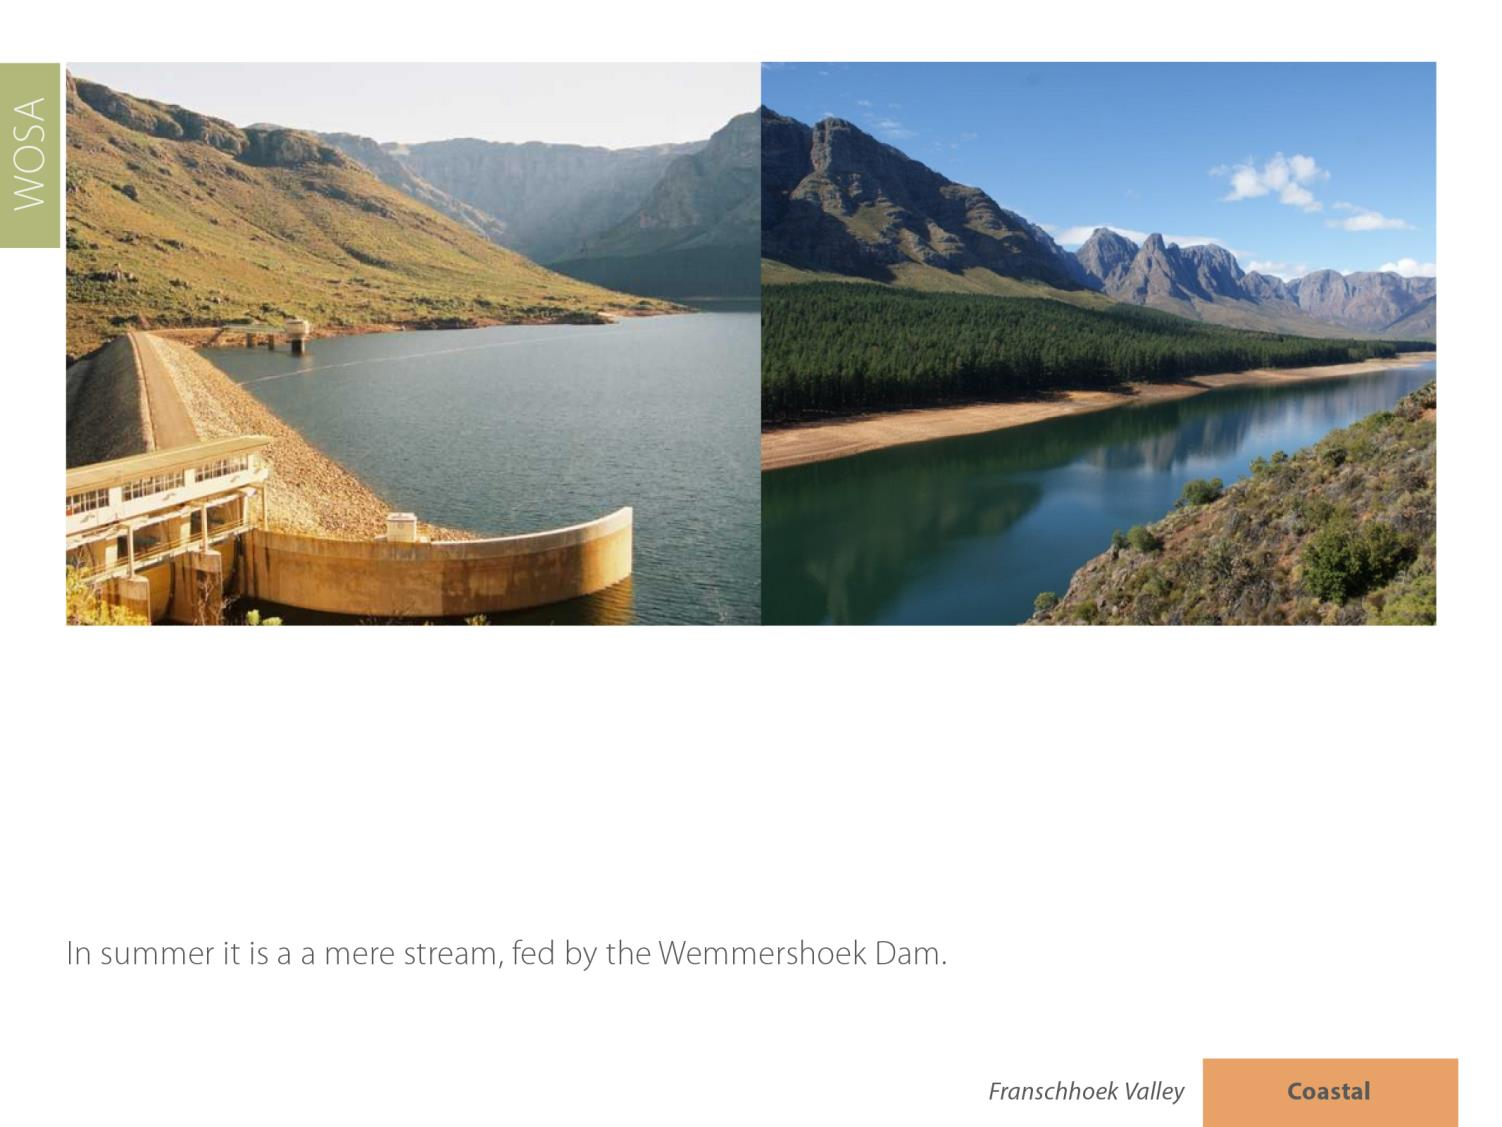 WOSA
In summer it is a a mere stream, fed by the Wemmershoek Dam.
Franschhoek Valley
Coastal